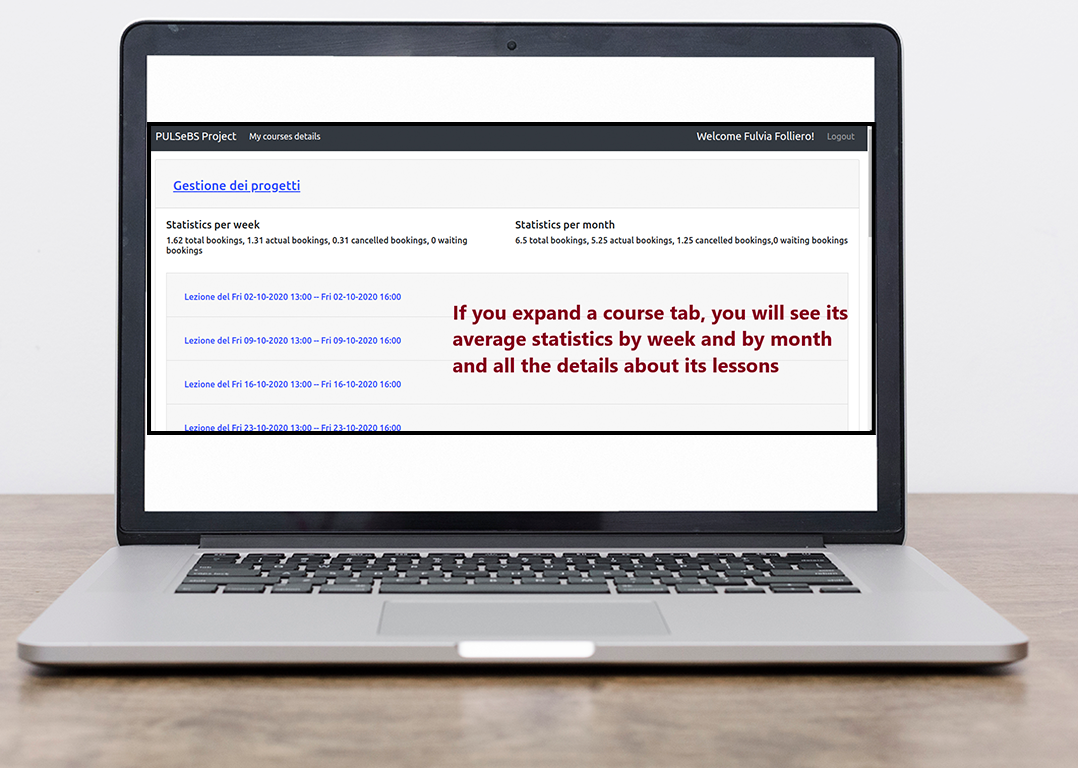 PULSeBS Project My courses details Welcome Fulvia Folliero! Logout
Gestione dei progetti
Statistics per week
1.62 total bookings, 1.31 actual bookings, 0.31 cancelled bookings, 0 waiting
bookings
Statistics per month
6.5 total bookings, 5.25 actual bookings, 1.25 cancelled bookings,0 waiting bookings
Lezione del Fri 02-10-2020 13:00 -- Fri 02-10-2020 16:00
Lezione del Fri 09-10-2020 13:00 -- Fri 09-10-2020 16:00
Lezione del Fri 16-10-2020 13:00 -- Fri 16-10-2020 16:00
Lezione del Fri 23-10-2020 13:00 -- Fri 23-10-2020 16:00
If you expand a course tab, you will see its
average statistics by week and by month
and all the details about its lessons